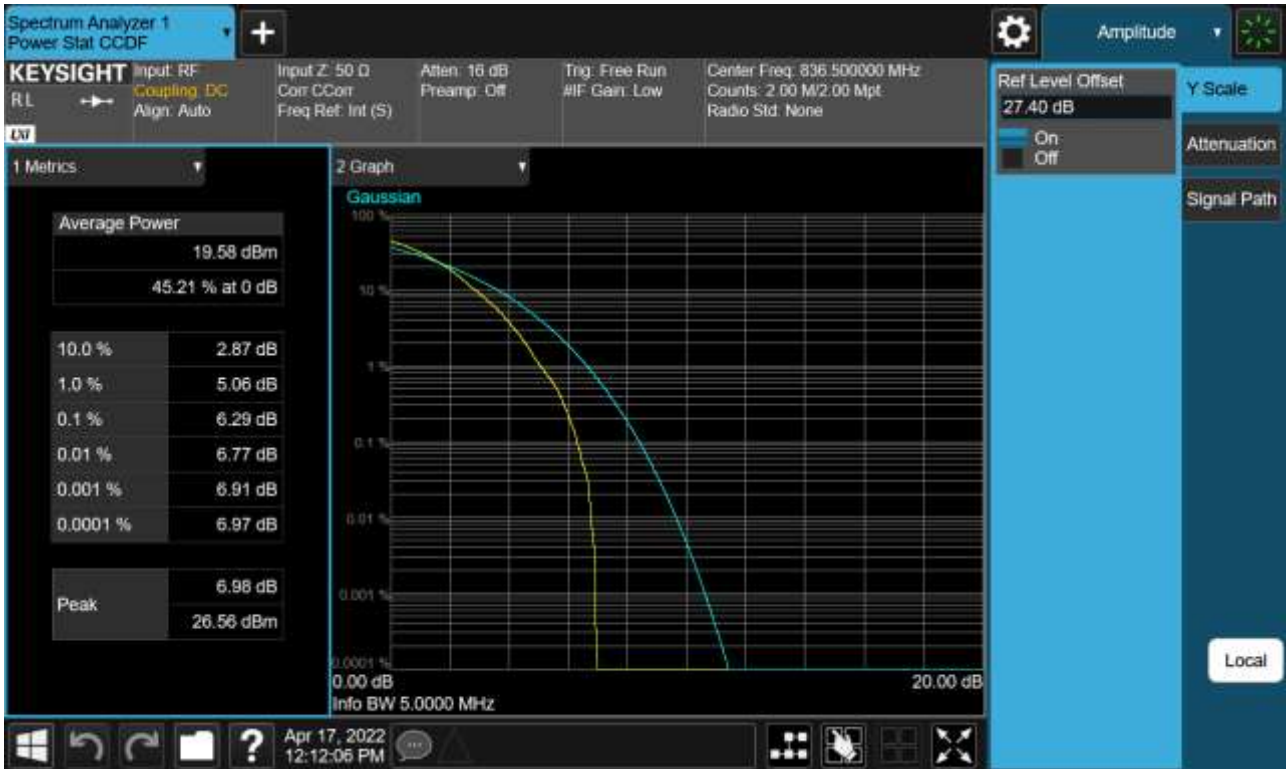 Spectrum Analyzer 1
Power Stat CCDF
+
Amplitude
KEYSIGHT
RL
LXI
Input: RF
Coupling: DC
Align: Auto
Input Z: 50 Ω
Corr CCorr
Freq Ref: Int (S)
Atten: 16 dB
Preamp: Off
Trig: Free Run
#IF Gain: Low
Center Freq: 836.500000 MHz
Counts: 2.00 M/2.00 Mpt
Radio Std: None
1 Metrics
Average Power
19.58 dBm
45.21 % at 0 dB
10.0 % 2.87 dB
1.0 % 5.06 dB
0.1 % 6.29 dB
0.01 % 6.77 dB
0.001 % 6.91 dB
0.0001 % 6.97 dB
Peak
6.98 dB
26.56 dBm
2 Graph
Gaussian
100 %
10 %
1 %
0.1 %
0.01 %
0.001 %
0.0001 %
0.00 dB 20.00 dB
Info BW 5.0000 MHz
Ref Level Offset
27.40 dB
On
Off
Y Scale
Attenuation
Signal Path
Local
?
Apr 17, 2022
12:12:06 PM